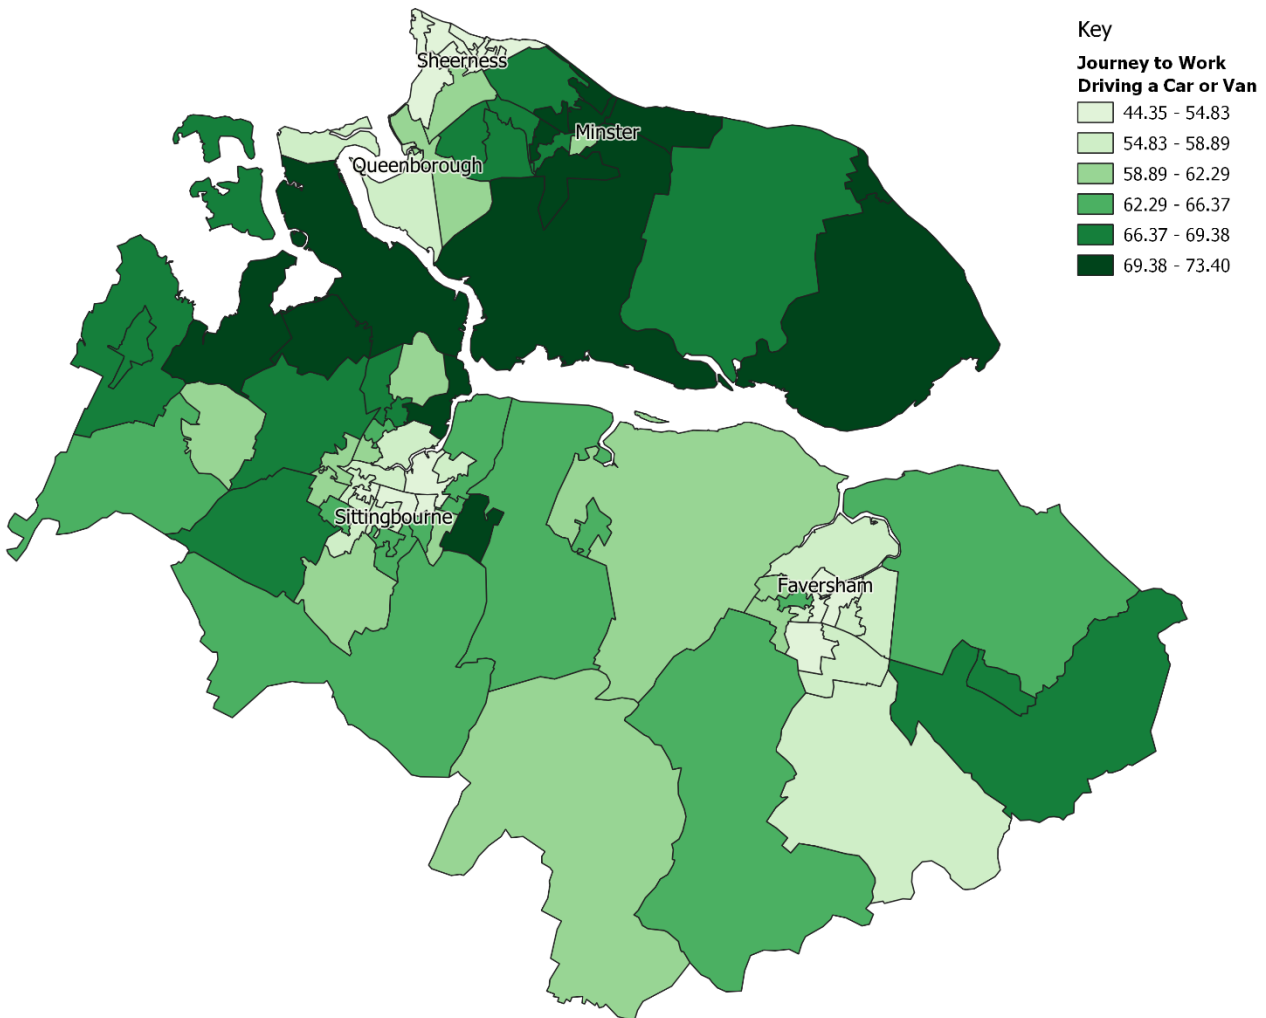 Key
Journey to Work
Driving a Car or Van
44.35 - 54.83
54.83 - 58.89
58.89 - 62.29
62.29 - 66.37
66.37 - 69.38
69.38 - 73.40
Sheerness
Minster
Queenborough
Sittingbourne
Faversham